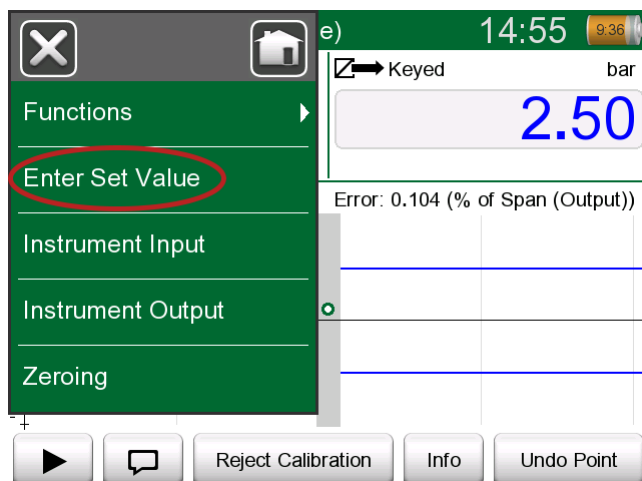 e) 14:55 9:36
Keyed bar
2.50
Functions
Enter Set Value
Error: 0.104 (% of Span (Output))
Instrument Input
Instrument Output
Zeroing
Reject Calibration Info Undo Point